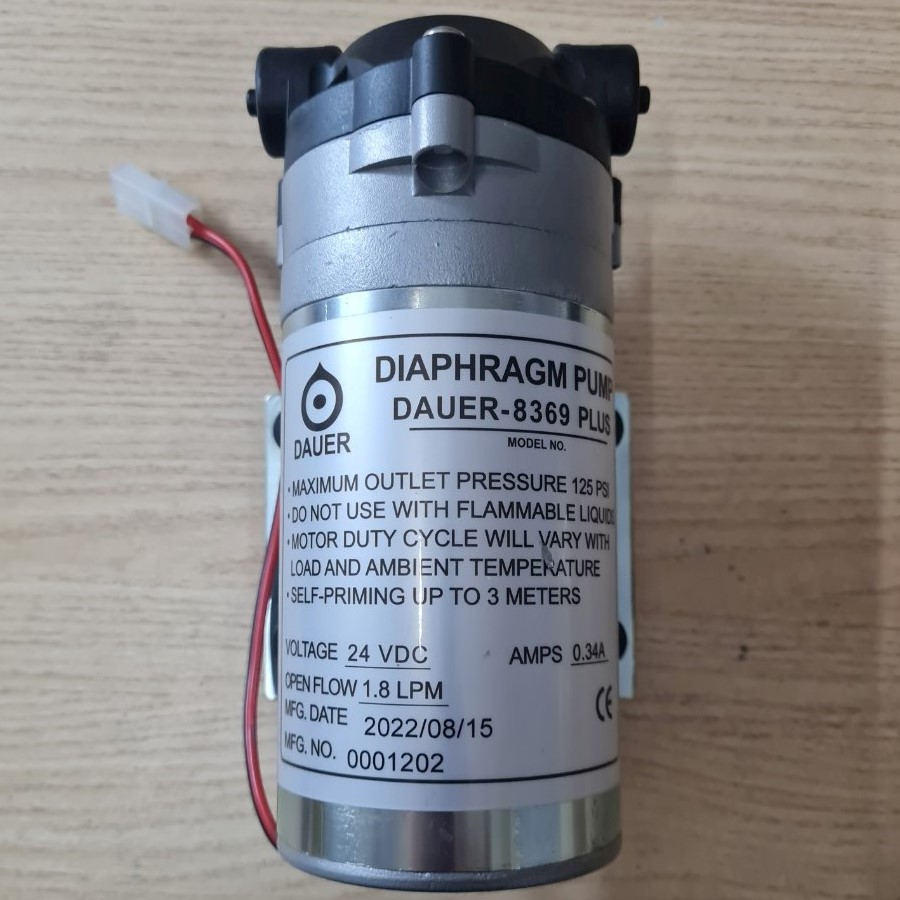 DIAPHRAGM PUMP
DAUER-8369 PLUS
MODEL NO.
DAUER
• MAXIMUM OUTLET PRESSURE 125 PSI
• DO NOT USE WITH FLAMMABLE LIQUIDS
• MOTOR DUTY CYCLE WILL VARY WITH
LOAD AND AMBIENT TEMPERATURE
• SELF-PRIMING UP TO 3 METERS
VOLTAGE 24 VDC AMPS 0.34A
OPEN FLOW 1.8 LPM
MFG. DATE 2022/08/15
CE
MFG. NO. 0001202